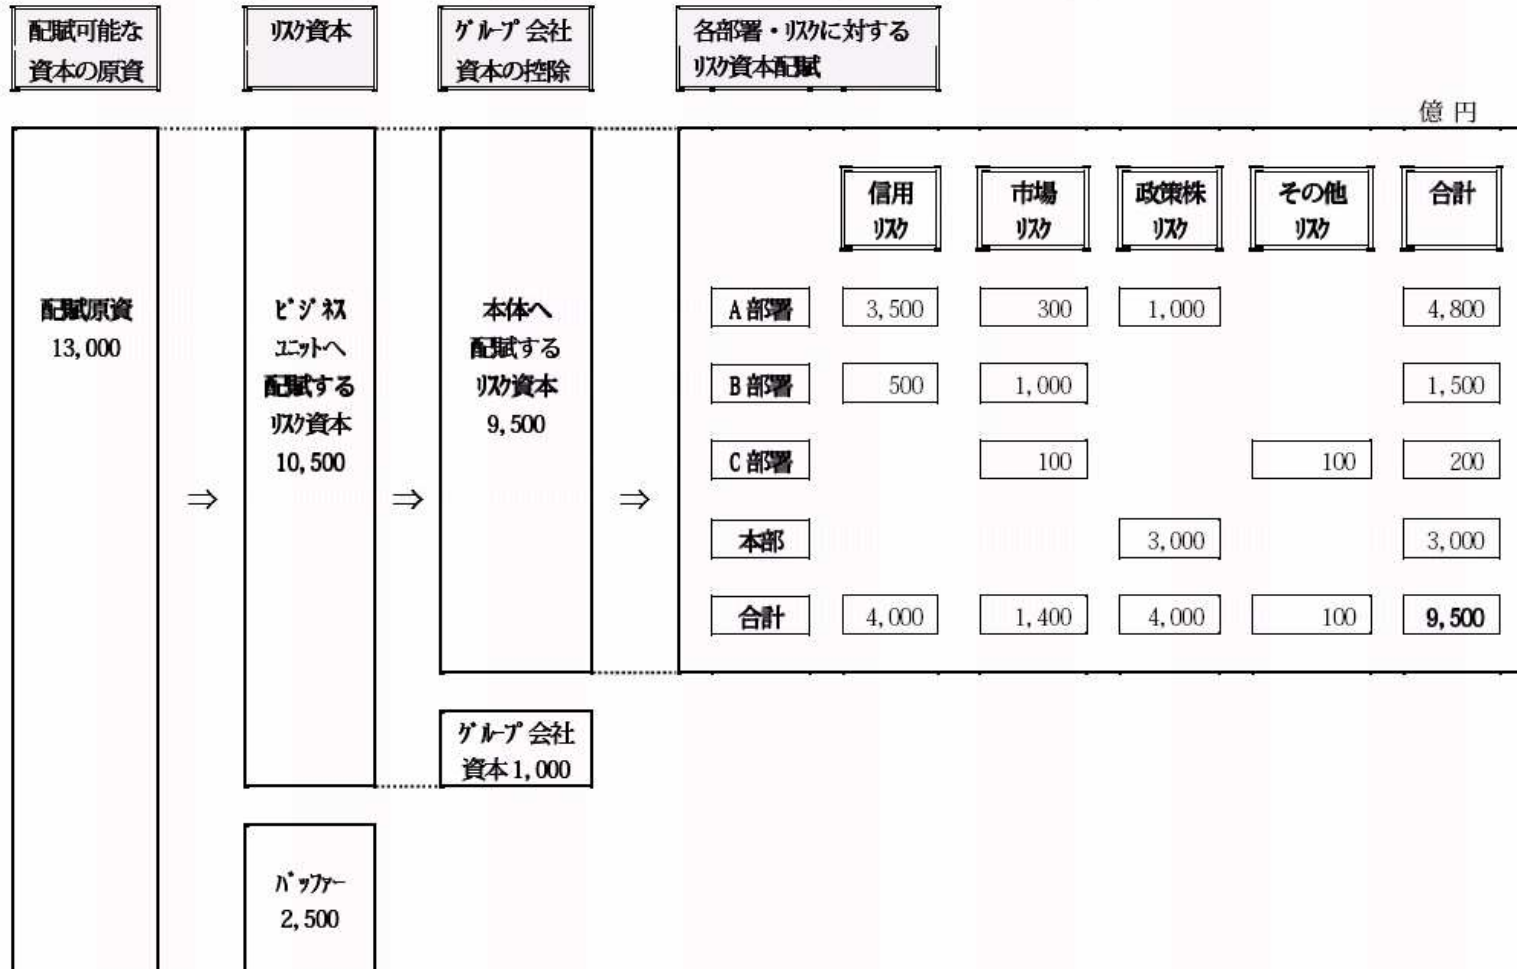 配賦可能な
資本の原資
ﾘｽｸ資本
ｸﾞﾙｰﾌﾟ会社
資本の控除
各部署・ﾘｽｸに対する
ﾘｽｸ資本配賦
億円
信用
ﾘｽｸ
市場
ﾘｽｸ
政策株
ﾘｽｸ
その他
ﾘｽｸ
合計
配賦原資
13,000
ﾋﾞｼﾞﾈｽ
ﾕﾆｯﾄへ
配賦する
ﾘｽｸ資本
10,500
本体へ
配賦する
ﾘｽｸ資本
9,500
A部署 3,500 300 1,000 4,800
B部署 500 1,000 1,500
C部署 100 100 200
本部 3,000 3,000
合計 4,000 1,400 4,000 100 9,500
⇒ ⇒ ⇒
ｸﾞﾙｰﾌﾟ会社
資本1,000
ﾊﾞｯﾌｧｰ
2,500